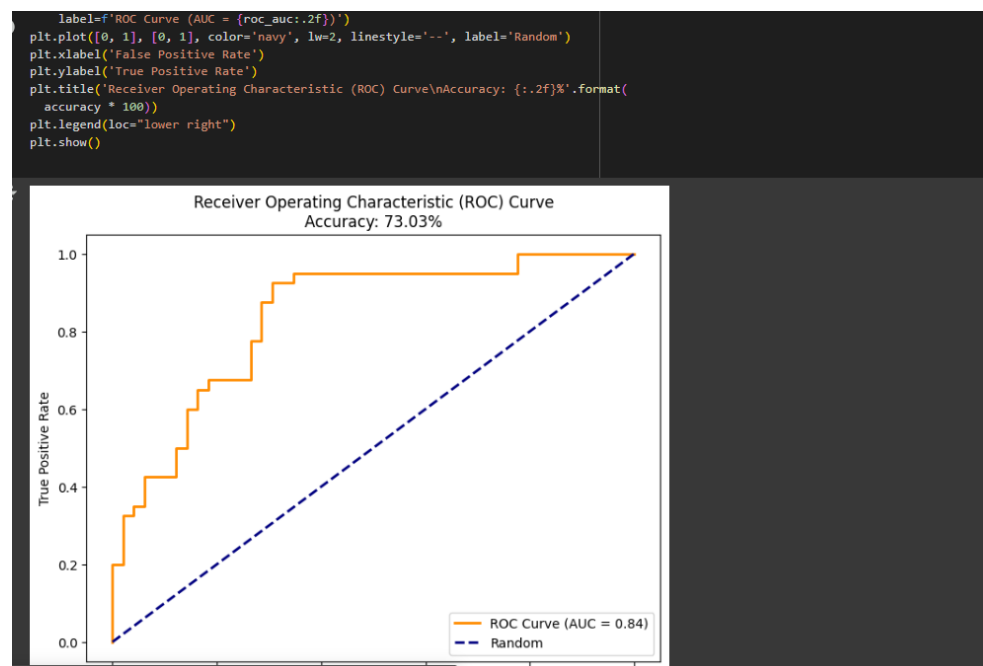 label=f'ROC Curve (AUC = {roc_auc:.2f})')
plt.plot([0, 1], [0, 1], color='navy', lw=2, linestyle='--', label='Random')
plt.xlabel('False Positive Rate')
plt.ylabel('True Positive Rate')
plt.title('Receiver Operating Characteristic (ROC) Curve\nAccuracy: {:.2f}%'.format(
accuracy * 100))
plt.legend(loc="lower right")
plt.show()
Receiver Operating Characteristic (ROC) Curve
Accuracy: 73.03%
1.0
0.8
0.6
0.4
0.2
0.0
True Positive Rate
ROC Curve (AUC = 0.84)
Random